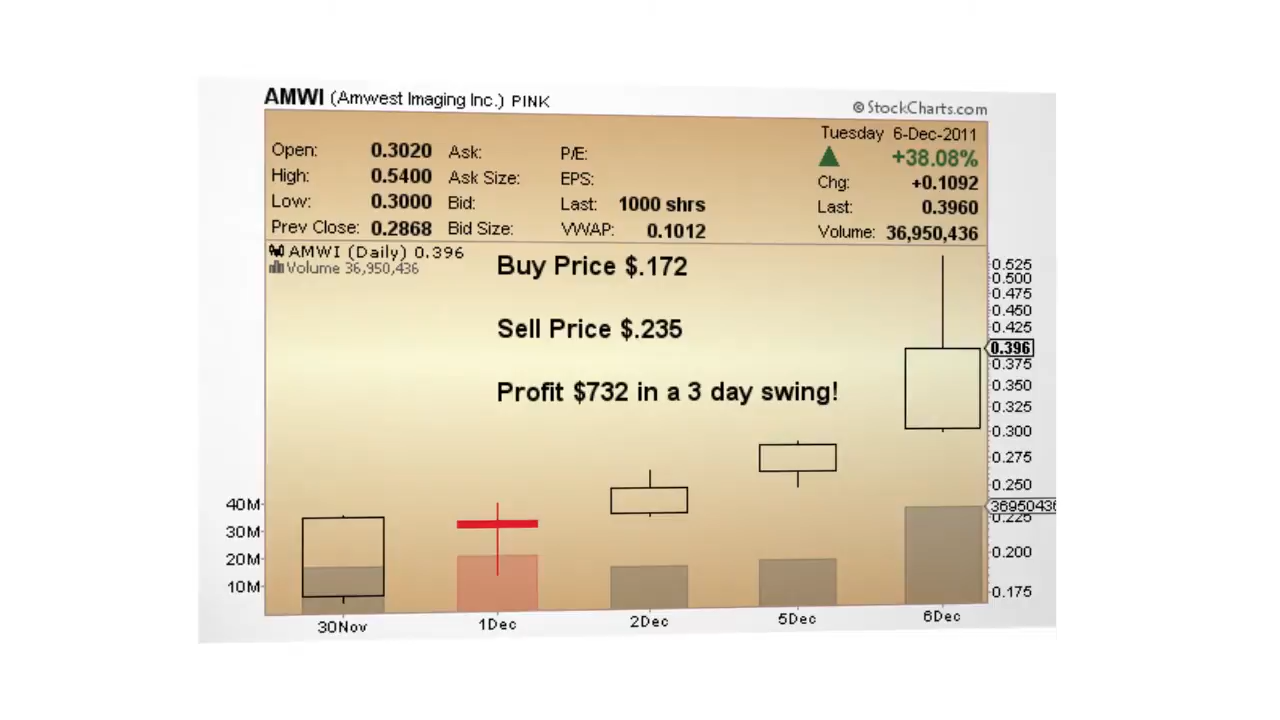 AMWI (Amwest Imaging Inc.) PINK
© StockCharts.com
Tuesday 6-Dec-2011
Open: 0.3020 Ask: P/E: +38.08%
High: 0.5400 Ask Size: EPS: Chg: +0.1092
Low: 0.3000 Bid: Last: 1000 shrs Last: 0.3960
Prev Close: 0.2868 Bid Size: VWAP: 0.1012 Volume: 36,950,436
AMWI (Daily) 0.396
Volume 36,950,436
Buy Price $.172
Sell Price $.235
Profit $732 in a 3 day swing!
0.525
0.500
0.475
0.450
0.425
0.396
0.375
0.350
0.325
0.300
0.275
0.250
36950436
0.225
0.200
0.175
40M
30M
20M
10M
30Nov 1Dec 2Dec 5Dec 6Dec